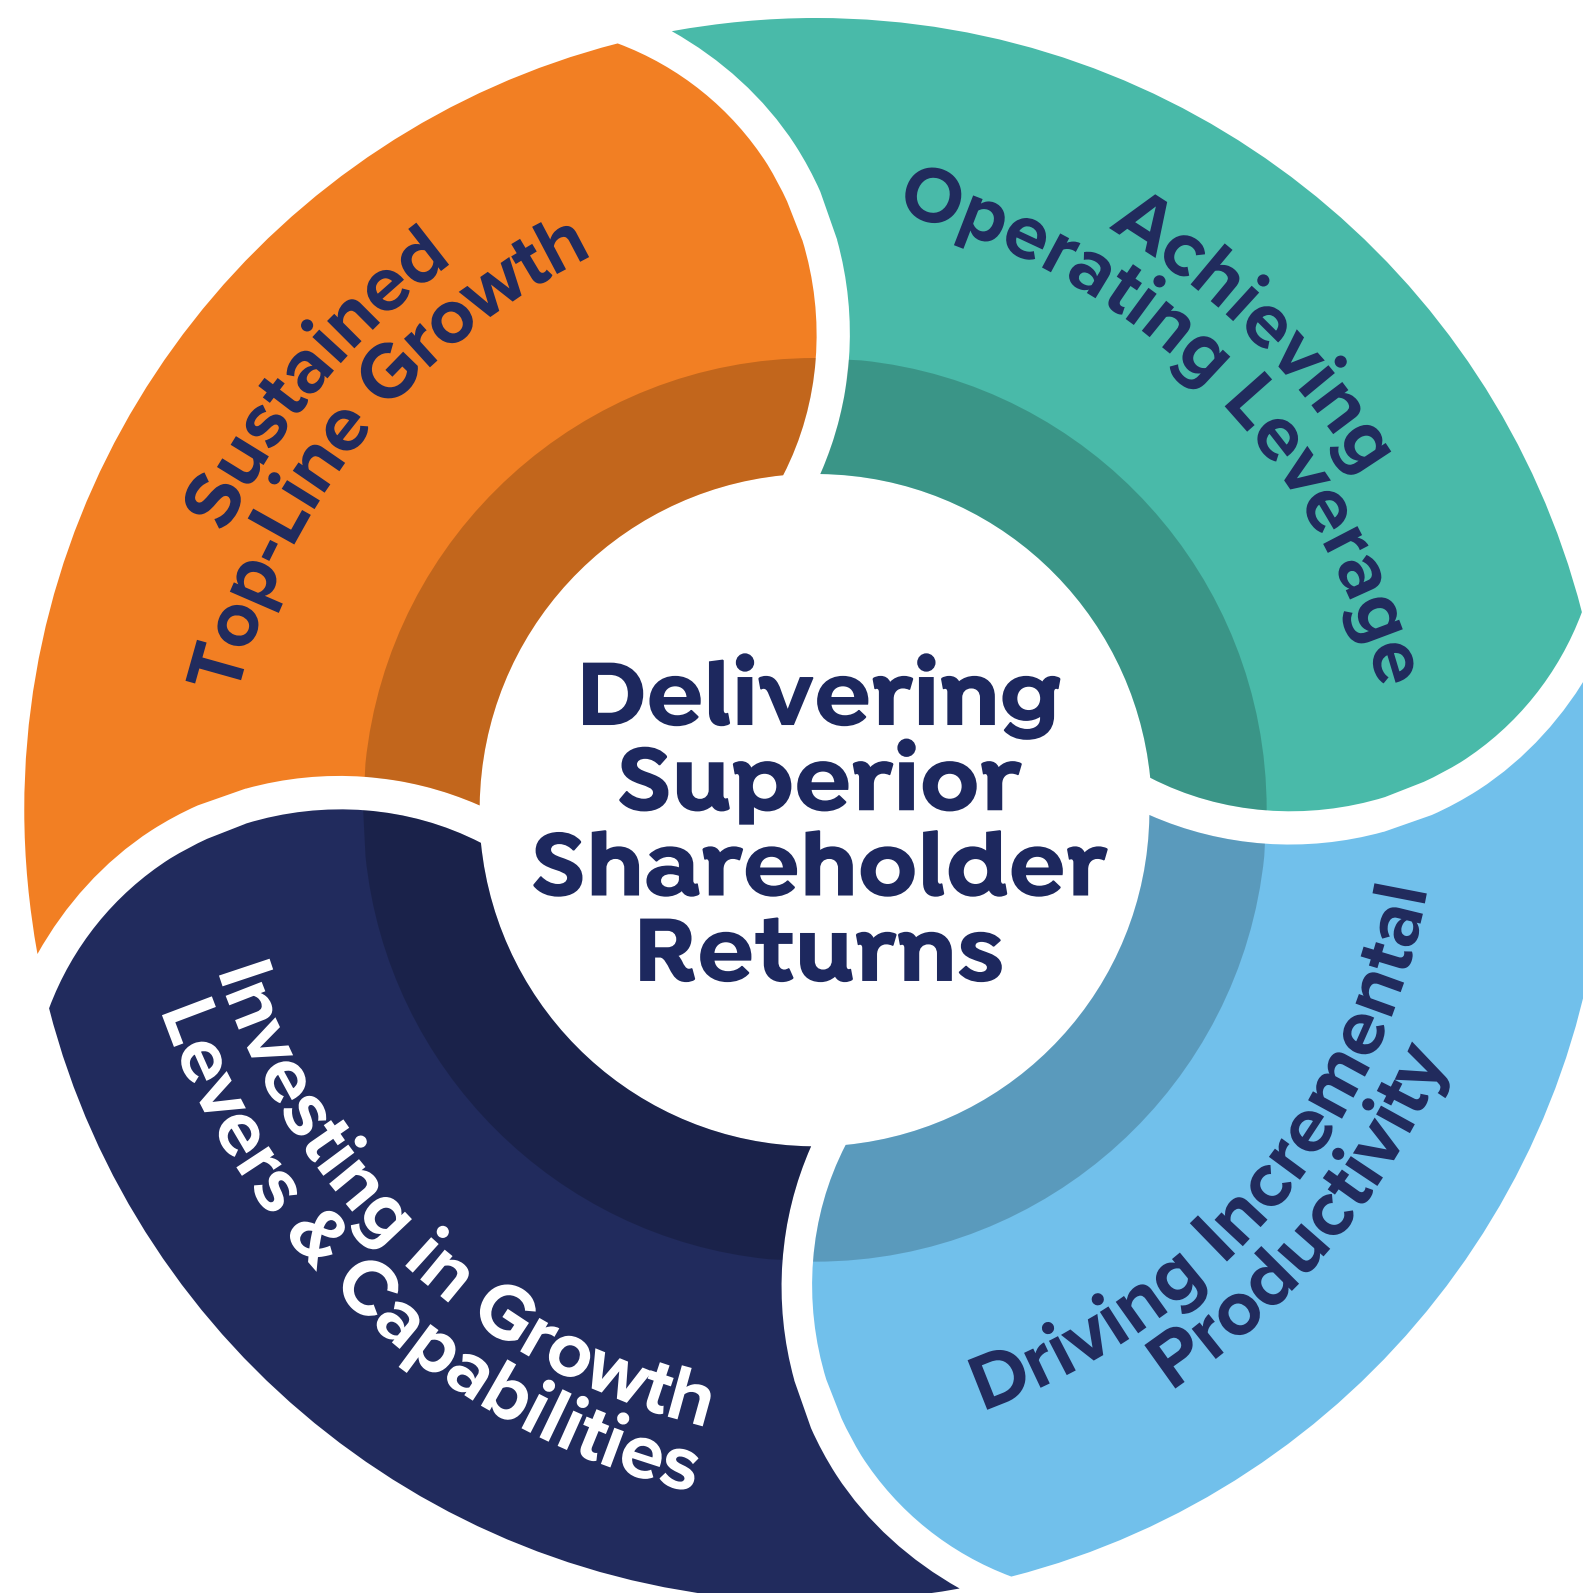 Sustained
Top-Line Growth
Achieving
Operating Leverage
Delivering
Superior
Shareholder
Returns
Investing in Growth
Levers & Capabilities
Driving Incremental
Productivity